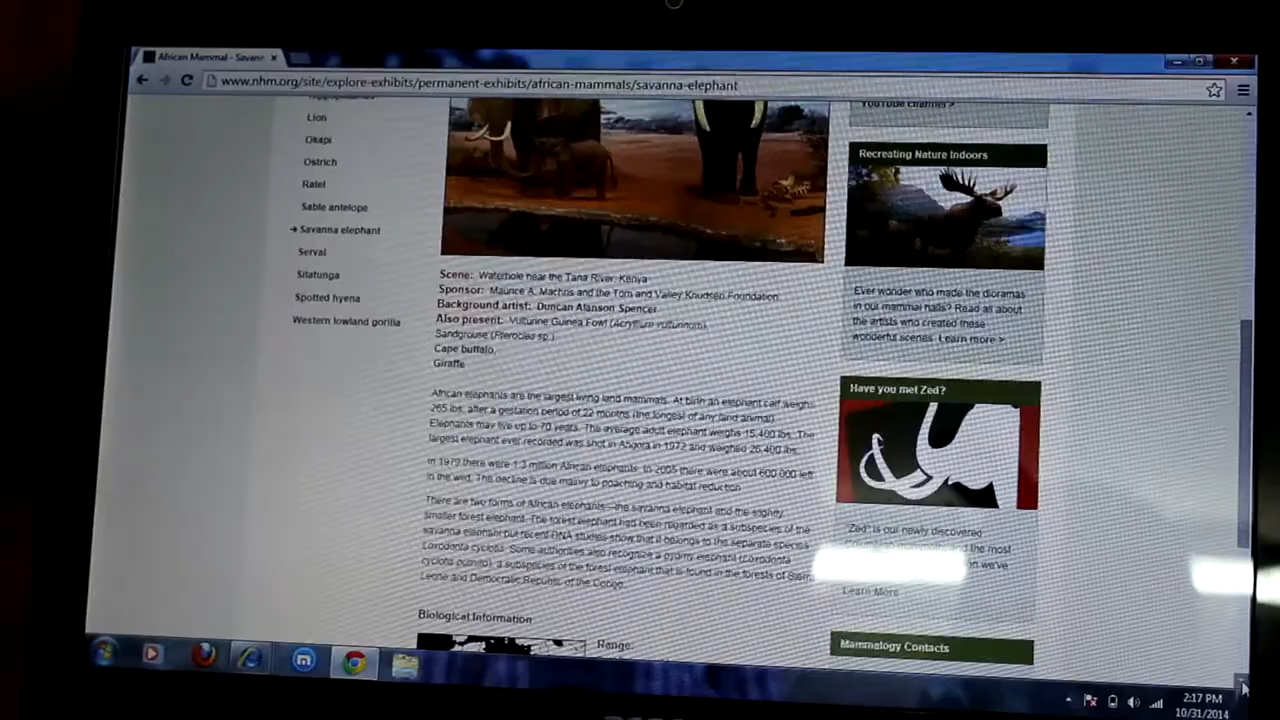 African Mammal - Savann
www.nhm.org/site/explore-exhibits/permanent-exhibits/african-mammals/savanna-elephant
Lion
Okapi
Ostrich
Ratel
Sable antelope
Savanna elephant
Serval
Sitatunga
Spotted hyena
Western lowland gorilla
Scene: Waterhole near the Tana River, Kenya
Sponsor: Maurice A. Machris and the Tom and Valley Knudsen Foundation
Background artist: Duncan Alanson Spencer
Also present: Vulturine Guinea Fowl (Acryllium vulturinum),
Sandgrouse (Pterocles sp.)
Cape buffalo,
Giraffe
African elephants are the largest living land mammals. At birth an elephant calf weighs
265 lbs, after a gestation period of 22 months (the longest of any land animal).
Elephants may live up to 70 years. The average adult elephant weighs 15,400 lbs. The
largest elephant ever recorded was shot in Angola in 1972 and weighed 26,400 lbs.
In 1979 there were 1.3 million African elephants. In 2005 there were about 600,000 left
in the wild. The decline is due mainly to poaching and habitat reduction.
There are two forms of African elephants—the savanna elephant and the slightly
smaller forest elephant. The forest elephant had been regarded as a subspecies of the
savanna elephant but recent DNA studies show that it belongs to the separate species
Loxodonta cyclotis. Some authorities also recognize a pygmy elephant (Loxodonta
cyclotis pumilio), a subspecies of the forest elephant that is found in the forests of Sierra
Leone and Democratic Republic of the Congo.
Biological Information
Range:
YouTube channel >
Recreating Nature Indoors
Ever wonder who made the dioramas
in our mammal halls? Read all about
the artists who created these
wonderful scenes. Learn more >
Have you met Zed?
"Zed" is our newly discovered
and the most
we've
Learn More
Mammalogy Contacts
2:17 PM
10/31/2014